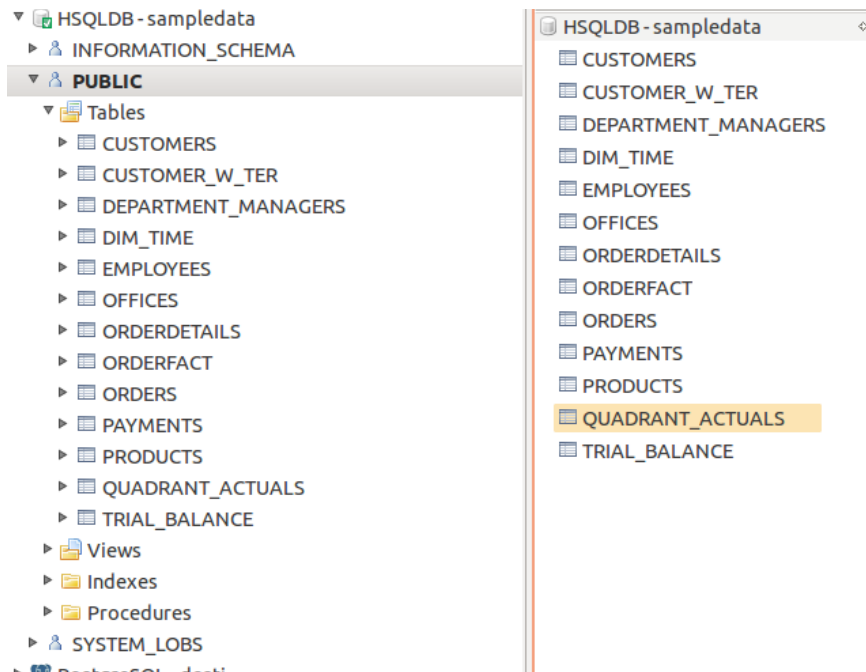 HSQLDB - sampledata
INFORMATION_SCHEMA
PUBLIC
Tables
CUSTOMERS
CUSTOMER_W_TER
DEPARTMENT_MANAGERS
DIM_TIME
EMPLOYEES
OFFICES
ORDERDETAILS
ORDERFACT
ORDERS
PAYMENTS
PRODUCTS
QUADRANT_ACTUALS
TRIAL_BALANCE
Views
Indexes
Procedures
SYSTEM_LOBS
HSQLDB - sampledata
CUSTOMERS
CUSTOMER_W_TER
DEPARTMENT_MANAGERS
DIM_TIME
EMPLOYEES
OFFICES
ORDERDETAILS
ORDERFACT
ORDERS
PAYMENTS
PRODUCTS
QUADRANT_ACTUALS
TRIAL_BALANCE